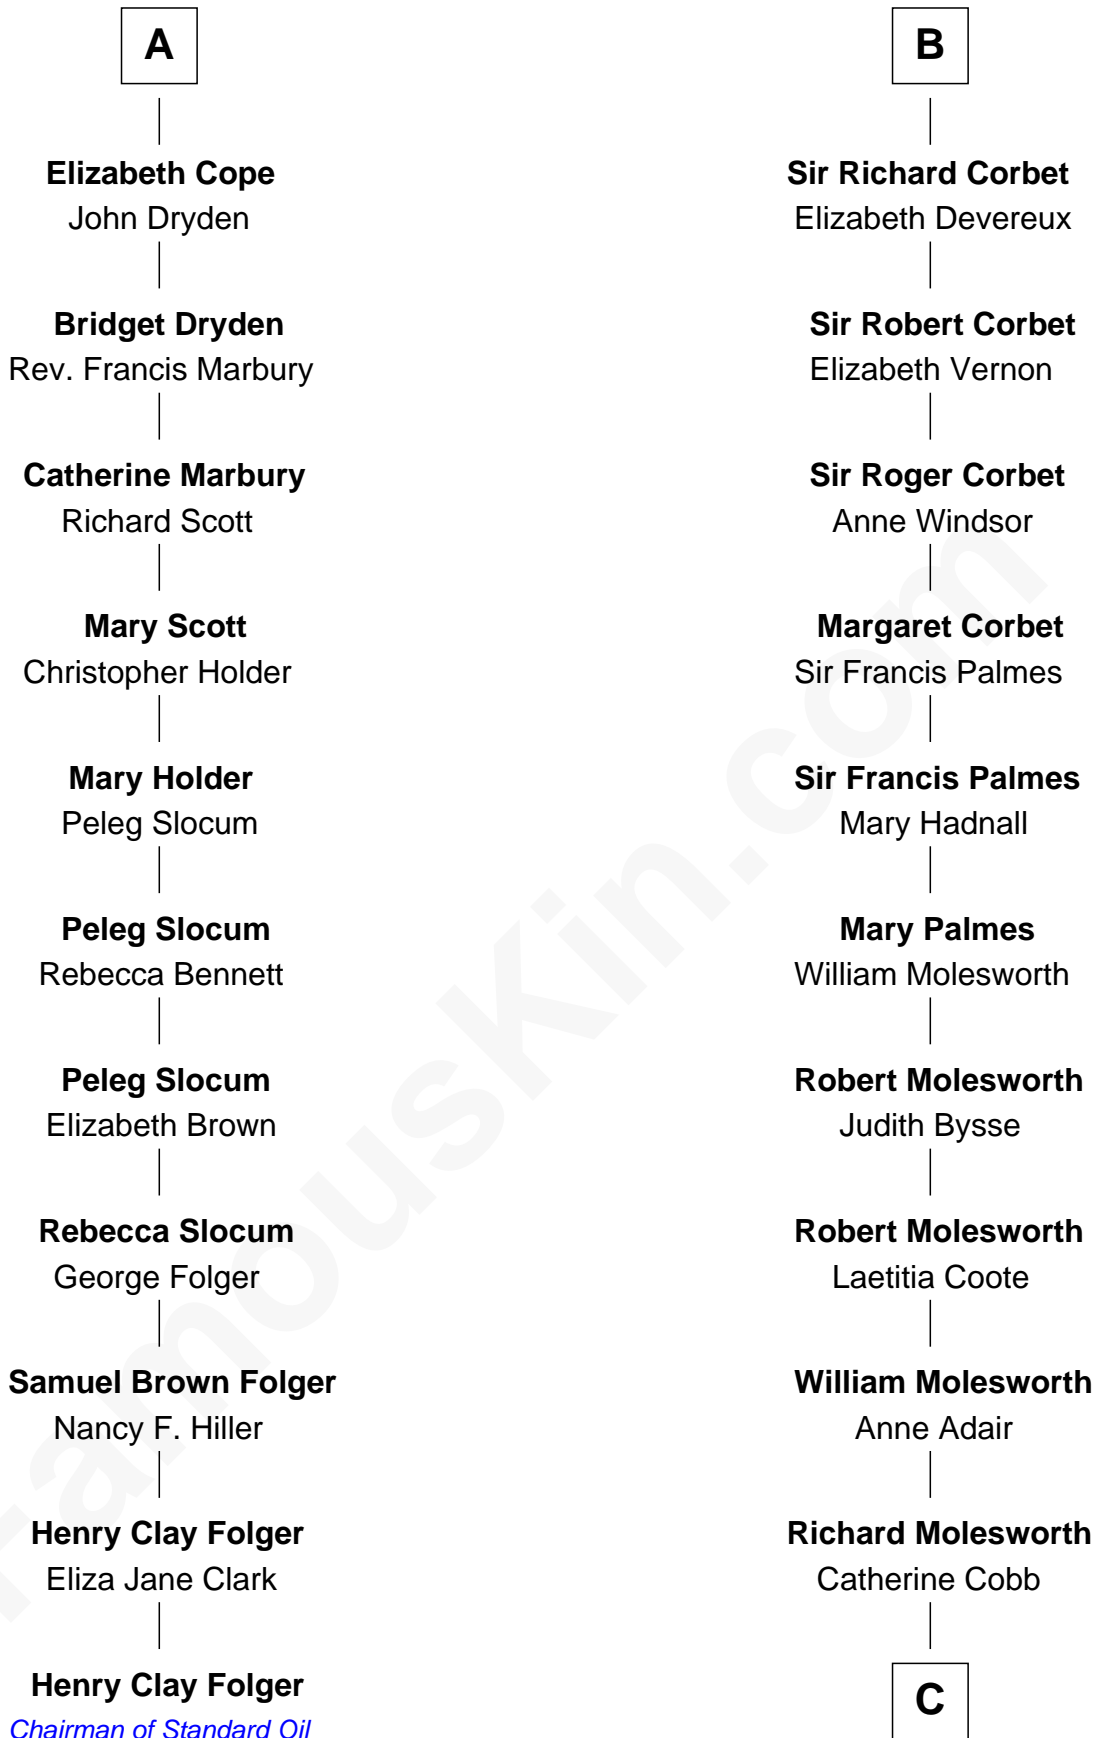 A
Elizabeth Cope
John Dryden
Bridget Dryden
Rev. Francis Marbury
Catherine Marbury
Richard Scott
Mary Scott
Christopher Holder
Mary Holder
Peleg Slocum
Peleg Slocum
Rebecca Bennett
Peleg Slocum
Elizabeth Brown
Rebecca Slocum
George Folger
Samuel Brown Folger
Nancy F. Hiller
Henry Clay Folger
Eliza Jane Clark
Henry Clay Folger
Chairman of Standard Oil
B
Sir Richard Corbet
Elizabeth Devereux
Sir Robert Corbet
Elizabeth Vernon
Sir Roger Corbet
Anne Windsor
Margaret Corbet
Sir Francis Palmes
Sir Francis Palmes
Mary Hadnall
Mary Palmes
William Molesworth
Robert Molesworth
Judith Bysse
Robert Molesworth
Laetitia Coote
William Molesworth
Anne Adair
Richard Molesworth
Catherine Cobb
C
FamousKin.com